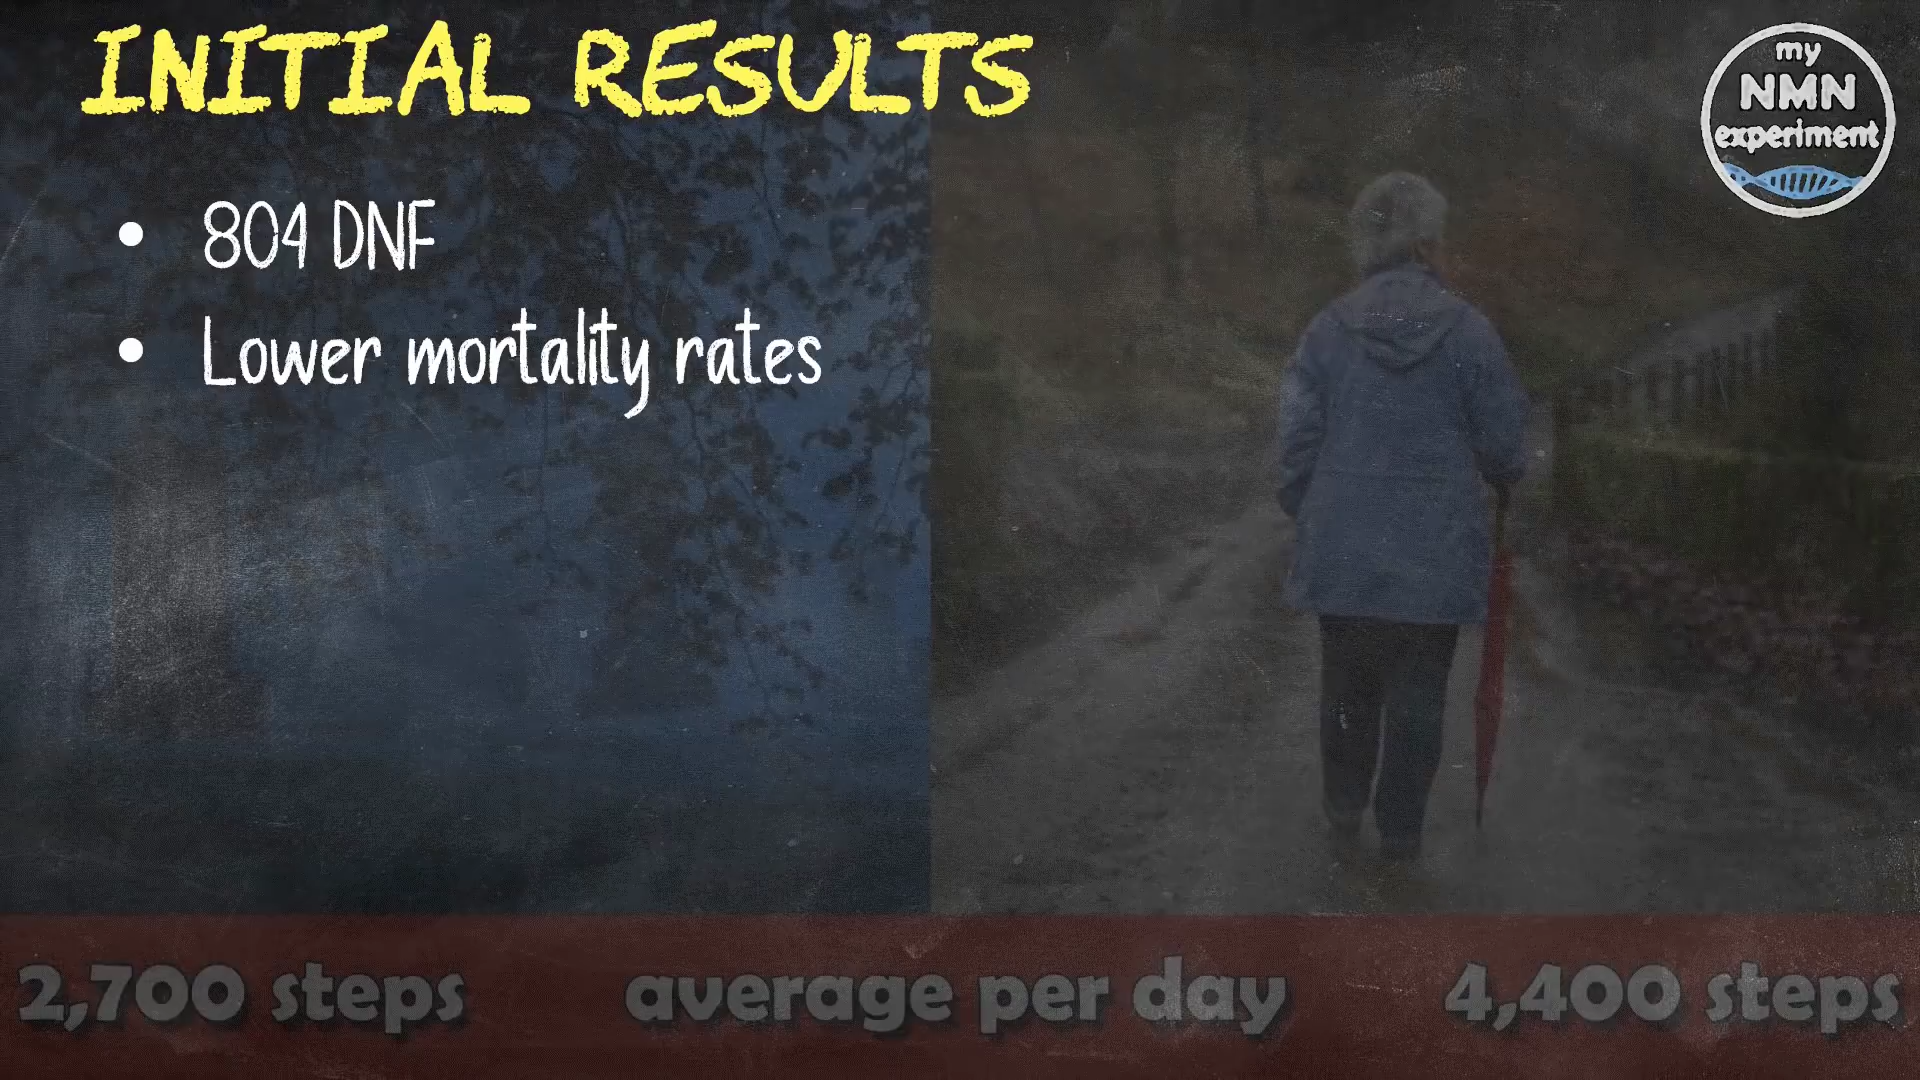 INITIAL RESULTS
my
NMN
experiment
• 804 DNF
• Lower mortality rates
2,700 steps average per day 4,400 steps